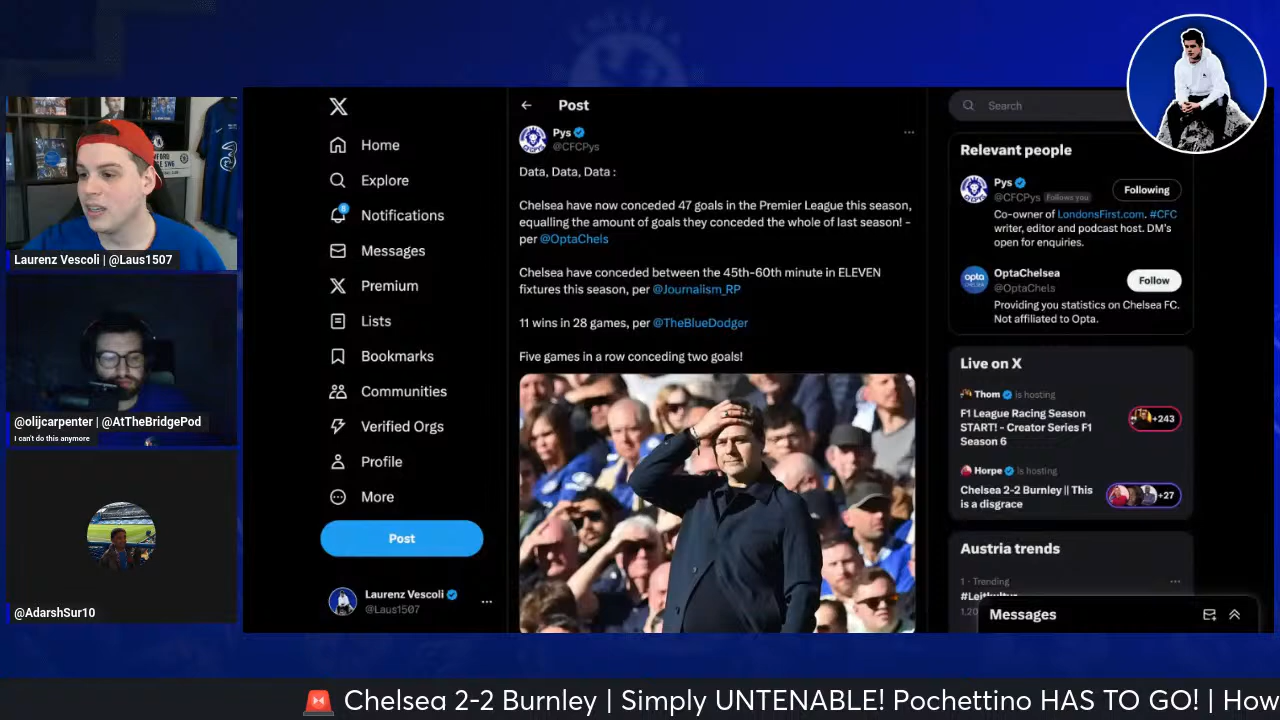 Laurenz Vescoli | @Laus1507
@olijcarpenter | @AtTheBridgePod
I can't do this anymore
@AdarshSur10
Home
Explore
8
Notifications
Messages
Premium
Lists
Bookmarks
Communities
Verified Orgs
Profile
More
Post
Laurenz Vescoli
@Laus1507
Post
Pys
@CFCPys
Data, Data, Data :
Chelsea have now conceded 47 goals in the Premier League this season,
equalling the amount of goals they conceded the whole of last season! -
per @OptaChels
Chelsea have conceded between the 45th-60th minute in ELEVEN
fixtures this season, per @Journalism_RP
11 wins in 28 games, per @TheBlueDodger
Five games in a row conceding two goals!
Search
Relevant people
Pys
@CFCPys Follows you
Following
Co-owner of LondonsFirst.com. #CFC
writer, editor and podcast host. DM's
open for enquiries.
opta
OptaChelsea
@OptaChels
Follow
Providing you statistics on Chelsea FC.
Not affiliated to Opta.
Live on X
Thom is hosting
F1 League Racing Season
START! - Creator Series F1
Season 6
+243
Horpe is hosting
Chelsea 2-2 Burnley || This
is a disgrace
+27
Austria trends
1 · Trending
#Leitkultur
Messages
Chelsea 2-2 Burnley | Simply UNTENABLE! Pochettino HAS TO GO! | How